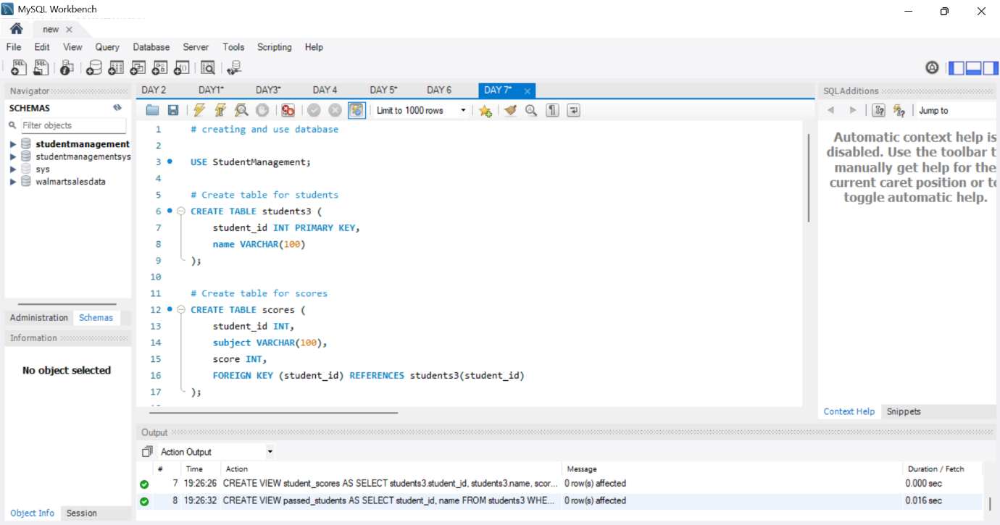 MySQL Workbench
new
File Edit View Query Database Server Tools Scripting Help
Navigator
SCHEMAS
Filter objects
studentmanagement
studentmanagementsys
sys
walmartsalesdata
Administration Schemas
Information
No object selected
Object Info Session
DAY 2 DAY1* DAY3* DAY 4 DAY 5* DAY 6 DAY 7*
Limit to 1000 rows
1 # creating and use database
2
3 USE StudentManagement;
4
5 # Create table for students
6 CREATE TABLE students3 (
7 student_id INT PRIMARY KEY,
8 name VARCHAR(100)
9 );
10
11 # Create table for scores
12 CREATE TABLE scores (
13 student_id INT,
14 subject VARCHAR(100),
15 score INT,
16 FOREIGN KEY (student_id) REFERENCES students3(student_id)
17 );
SQLAdditions
Jump to
Automatic context help is
disabled. Use the toolbar t
manually get help for the
current caret position or to
toggle automatic help.
Context Help Snippets
Output
Action Output
# Time Action Message Duration / Fetch
7 19:26:26 CREATE VIEW student_scores AS SELECT students3.student_id, students3.name, scor... 0 row(s) affected 0.000 sec
8 19:26:32 CREATE VIEW passed_students AS SELECT student_id, name FROM students3 WHE... 0 row(s) affected 0.016 sec